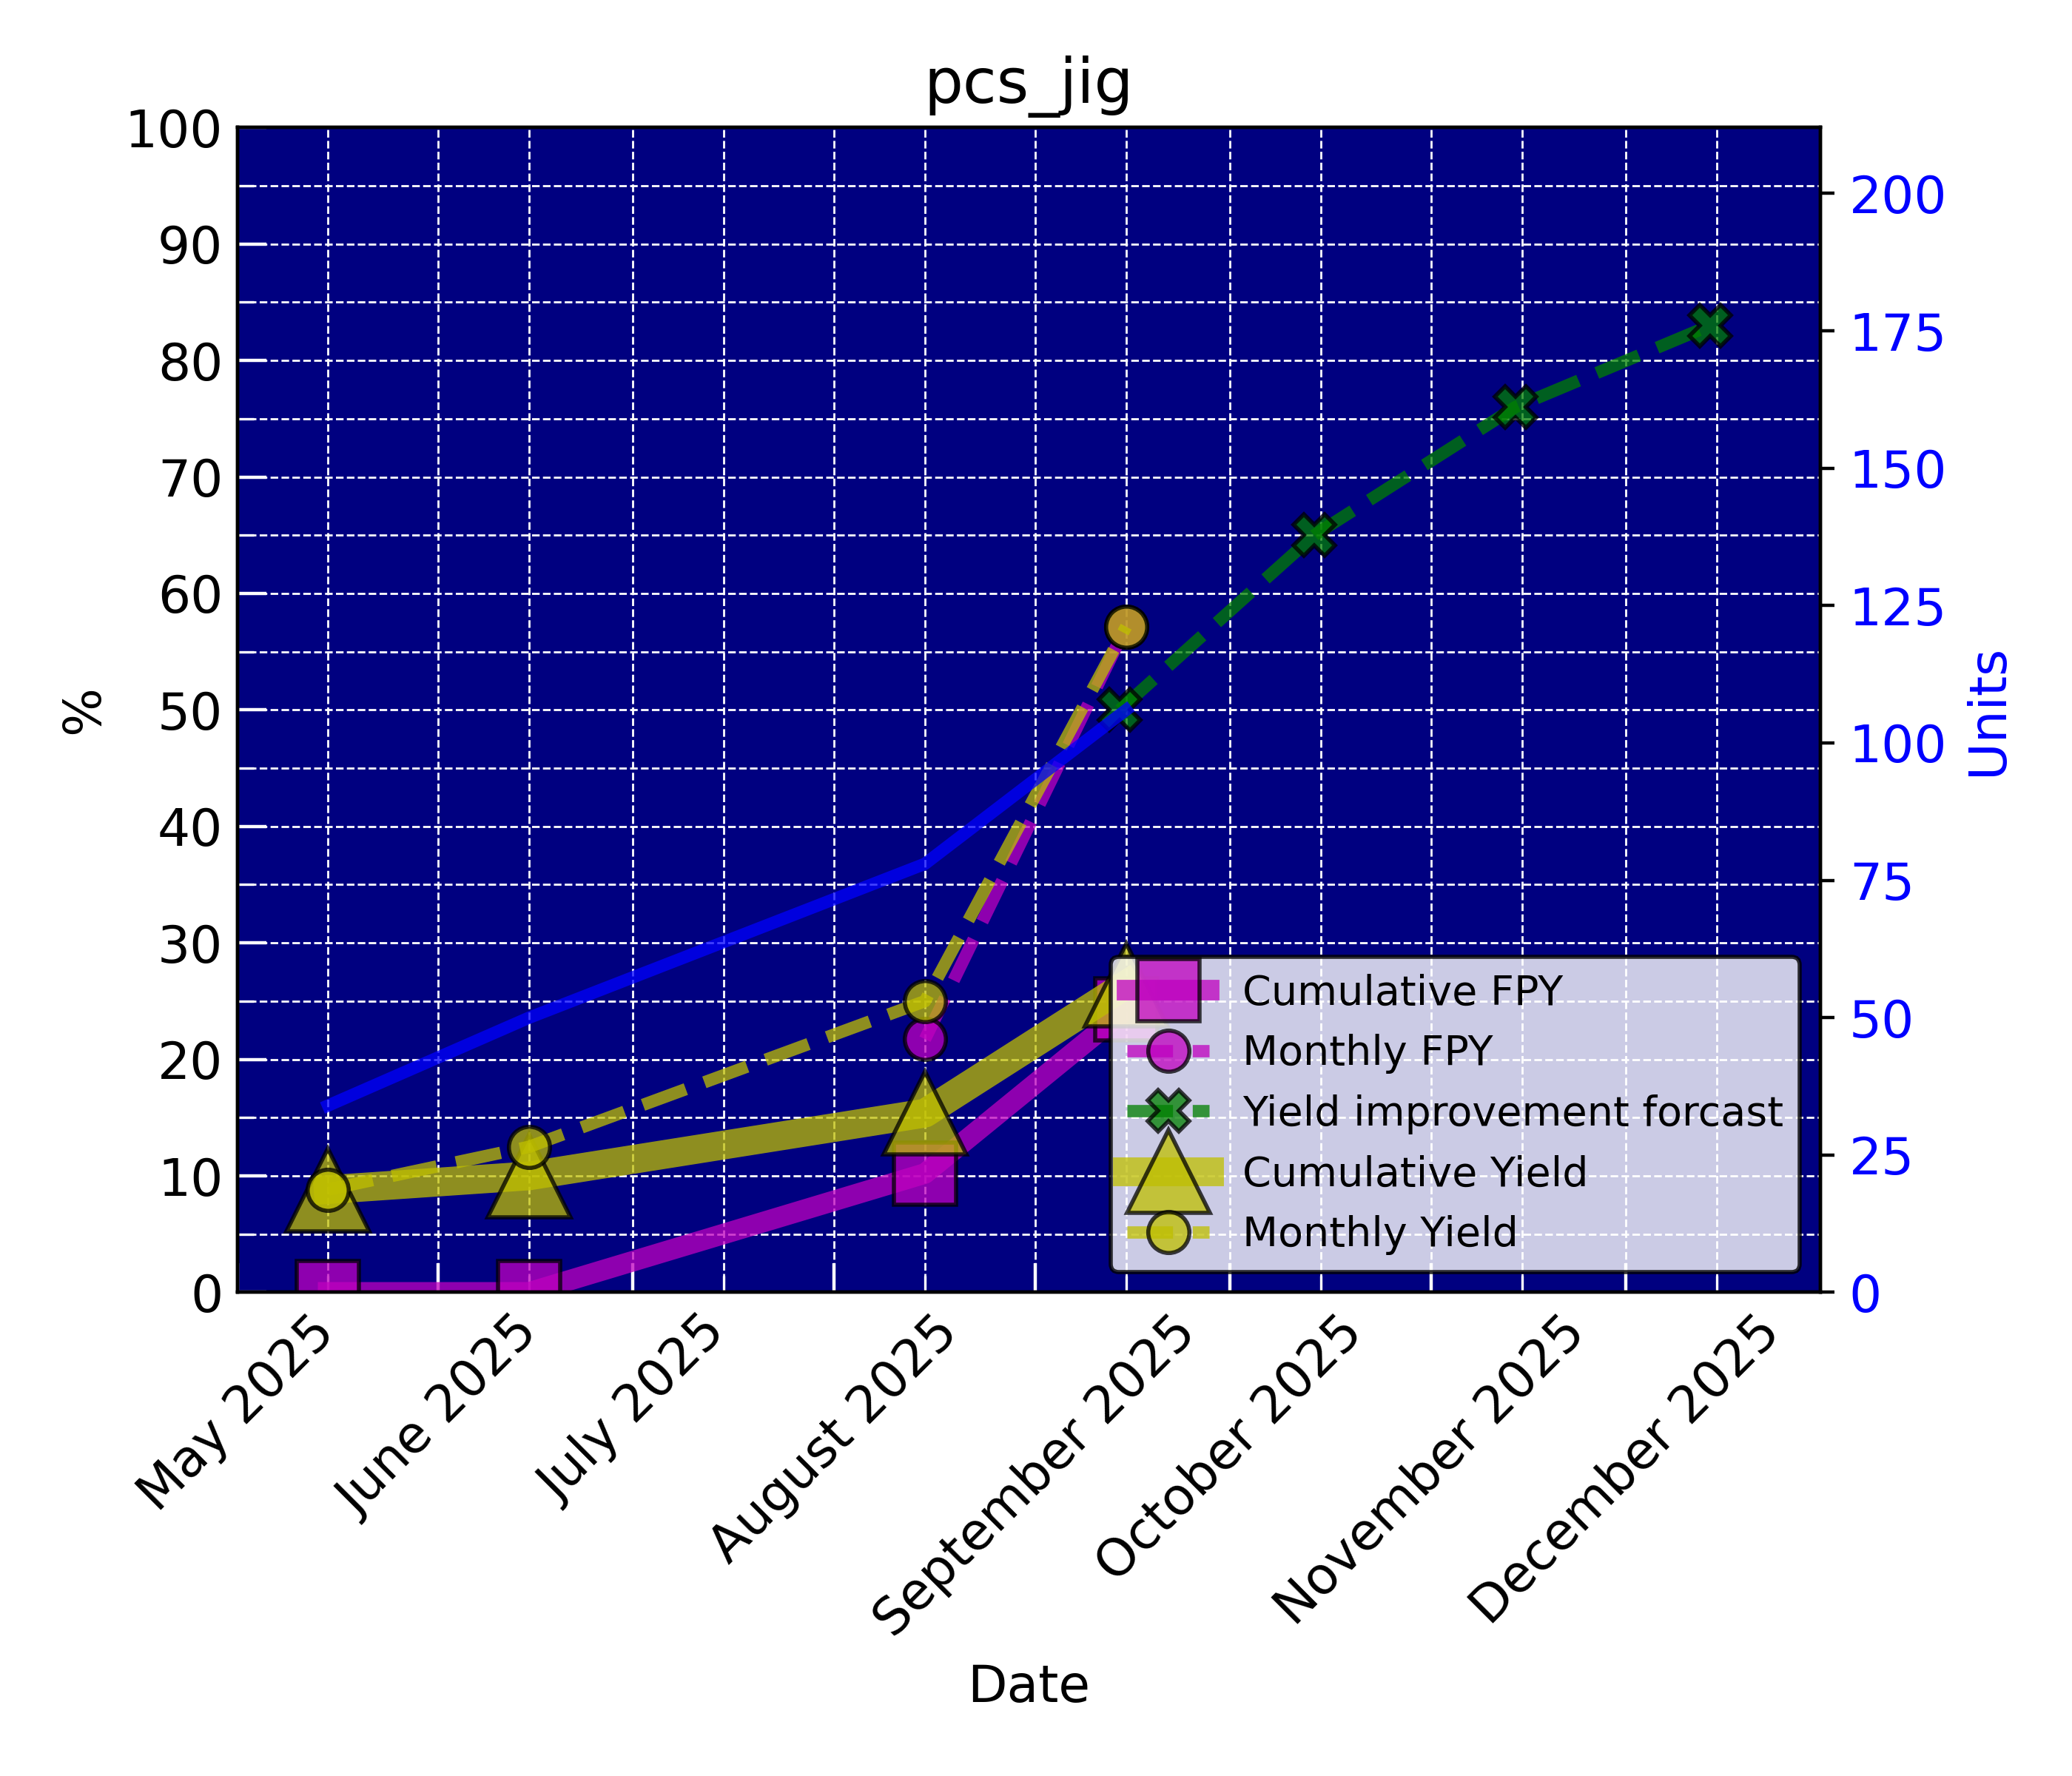 pcs_jig
100
90
80
70
60
50
40
30
20
10
0
%
200
175
150
125
100
75
50
25
0
Units
Cumulative FPY
Monthly FPY
Yield improvement forcast
Cumulative Yield
Monthly Yield
May 2025
June 2025
July 2025
August 2025
September 2025
October 2025
November 2025
December 2025
Date